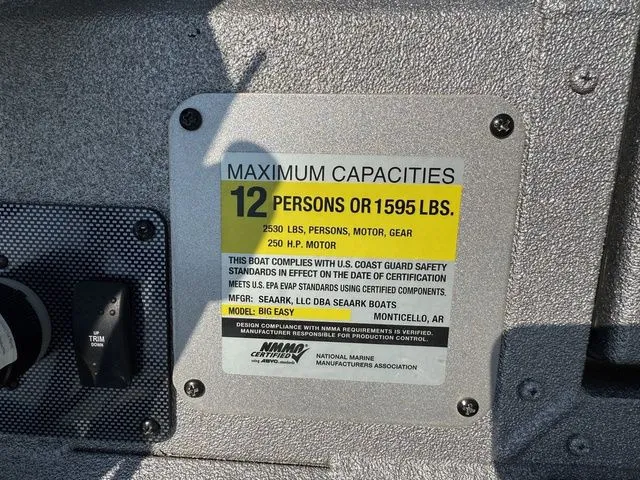 MAXIMUM CAPACITIES
12 PERSONS OR 1595 LBS.
2530 LBS, PERSONS, MOTOR, GEAR
250 H.P. MOTOR
THIS BOAT COMPLIES WITH U.S. COAST GUARD SAFETY
STANDARDS IN EFFECT ON THE DATE OF CERTIFICATION
MEETS U.S. EPA EVAP STANDARDS USING CERTIFIED COMPONENTS.
MFGR: SEAARK, LLC DBA SEAARK BOATS
MODEL: BIG EASY MONTICELLO, AR
DESIGN COMPLIANCE WITH NMMA REQUIREMENTS IS VERIFIED.
MANUFACTURER RESPONSIBLE FOR PRODUCTION CONTROL.
NMMA
CERTIFIED
using ABYC standards
NATIONAL MARINE
MANUFACTURERS ASSOCIATION
UP
TRIM
DOWN